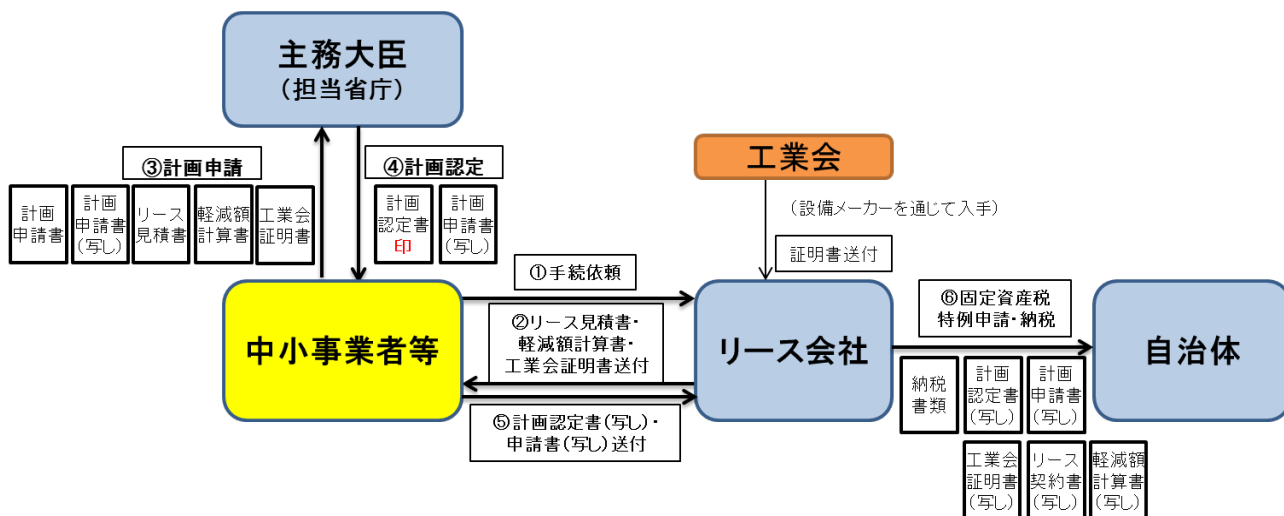 主務大臣
（担当省庁）
③計画申請
計画
申請書
計画
申請書
(写し)
リース
見積書
軽減額
計算書
工業会
証明書
④計画認定
計画
認定書
印
計画
申請書
(写し)
工業会
（設備メーカーを通じて入手）
証明書送付
中小事業者等
①手続依頼
②リース見積書・
軽減額計算書・
工業会証明書送付
⑤計画認定書(写し)・
申請書(写し)送付
リース会社
⑥固定資産税
特例申請・納税
納税
書類
計画
認定書
(写し)
計画
申請書
(写し)
工業会
証明書
(写し)
リース
契約書
(写し)
軽減額
計算書
(写し)
自治体